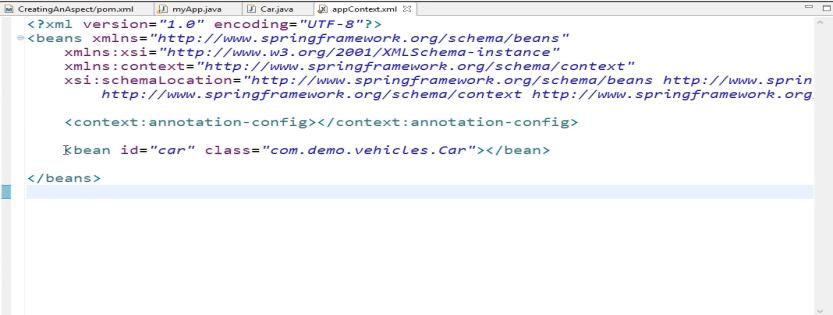 CreatingAnAspect/pom.xml myApp.java Car.java appContext.xml
<?xml version="1.0" encoding="UTF-8"?>
<beans xmlns="http://www.springframework.org/schema/beans"
xmlns:xsi="http://www.w3.org/2001/XMLSchema-instance"
xmlns:context="http://www.springframework.org/schema/context"
xsi:schemaLocation="http://www.springframework.org/schema/beans http://www.sprin
http://www.springframework.org/schema/context http://www.springframework.org
<context:annotation-config></context:annotation-config>
<bean id="car" class="com.demo.vehicles.Car"></bean>
</beans>